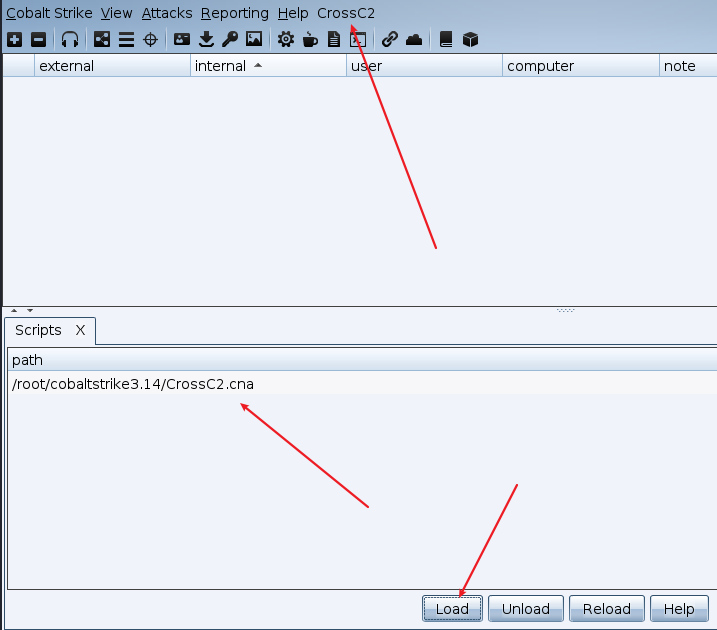 Cobalt Strike View Attacks Reporting Help CrossC2
external internal user computer note
Scripts X
path
/root/cobaltstrike3.14/CrossC2.cna
Load Unload Reload Help